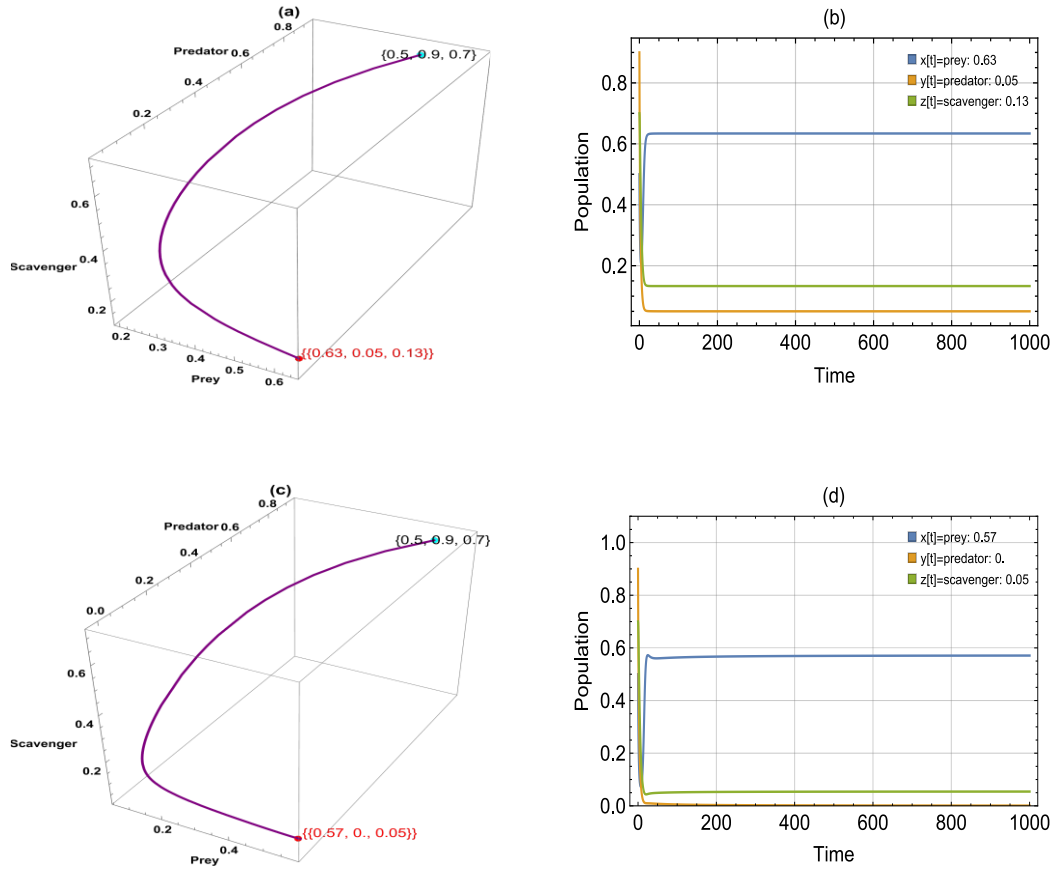 (a)
0.8
Predator
0.6
0.4
0.2
{0.5, 0.9, 0.7}
0.6
0.4
Scavenger
0.2
0.2
0.3
0.4
0.5
0.6
Prey
{{0.63, 0.05, 0.13}}
(b)
x[t]=prey: 0.63
y[t]=predator: 0.05
z[t]=scavenger: 0.13
Population
0.8
0.6
0.4
0.2
0 200 400 600 800 1000
Time
(c)
0.8
Predator
0.6
0.4
0.2
0.0
{0.5, 0.9, 0.7}
0.6
0.4
Scavenger
0.2
0.2
0.4
Prey
{{0.57, 0., 0.05}}
(d)
x[t]=prey: 0.57
y[t]=predator: 0.
z[t]=scavenger: 0.05
Population
1.0
0.8
0.6
0.4
0.2
0.0
0 200 400 600 800 1000
Time